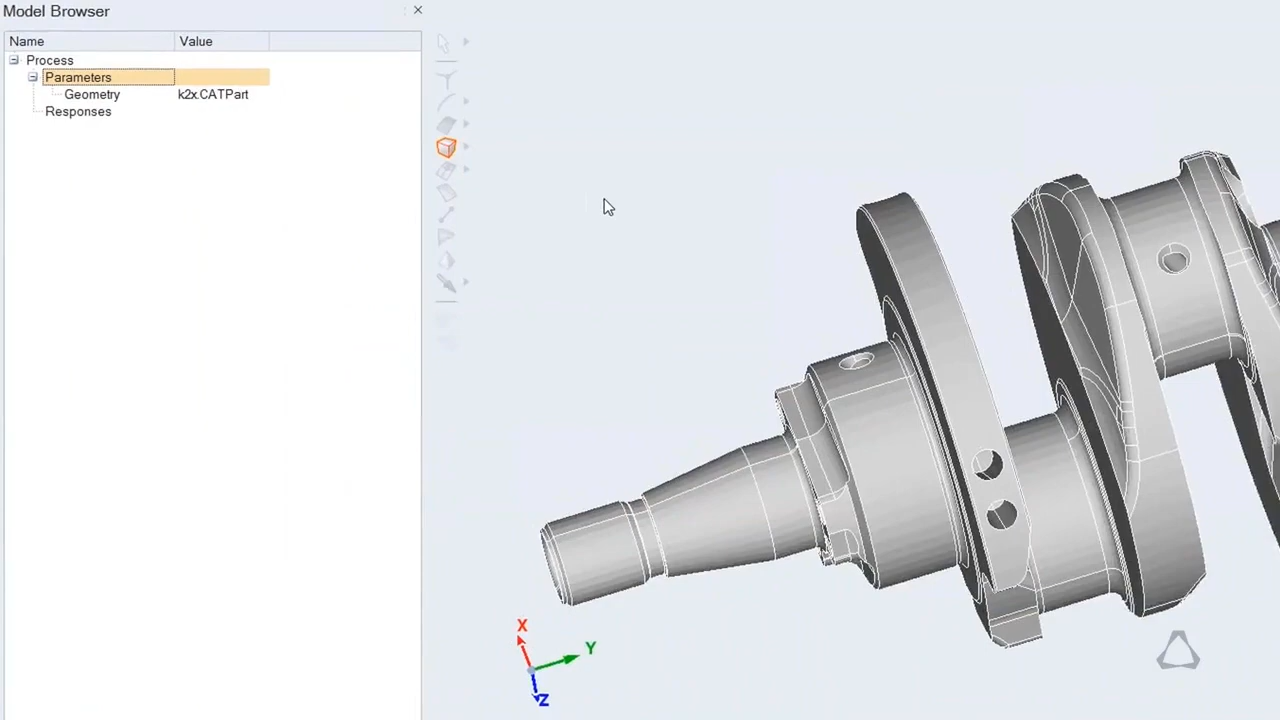 Model Browser
Name Value
Process
Parameters
Geometry k2x.CATPart
Responses
X
Y
Z